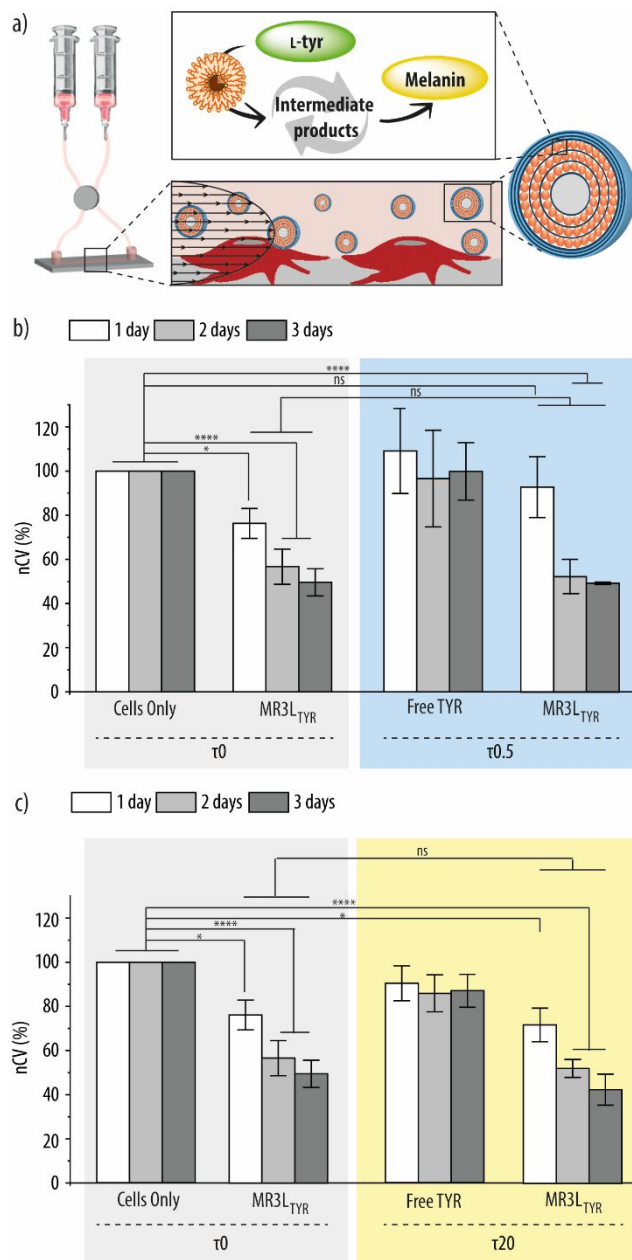 a)
L-tyr
Melanin
Intermediate
products
b)
1 day 2 days 3 days
****
ns
ns
****
*
120
100
80
60
40
20
0
nCV (%)
Cells Only MR3LTYR Free TYR MR3LTYR
τ0 τ0.5
c)
1 day 2 days 3 days
ns
****
*
****
*
120
100
80
60
40
20
0
nCV (%)
Cells Only MR3LTYR Free TYR MR3LTYR
τ0 τ20